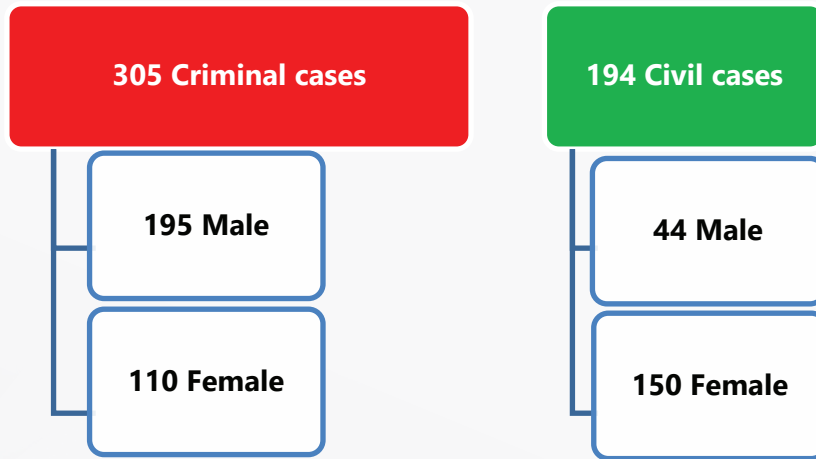 305 Criminal cases
195 Male
110 Female
194 Civil cases
44 Male
150 Female